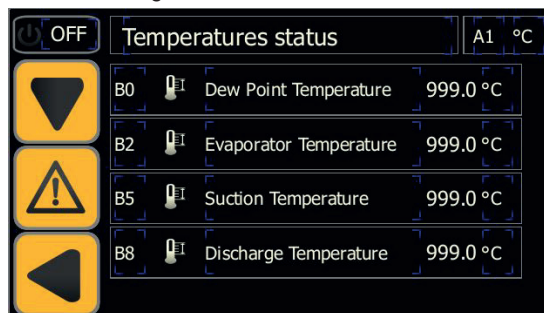 OFF Temperatures status A1 °C
B0 Dew Point Temperature 999.0 °C
B2 Evaporator Temperature 999.0 °C
B5 Suction Temperature 999.0 °C
B8 Discharge Temperature 999.0 °C